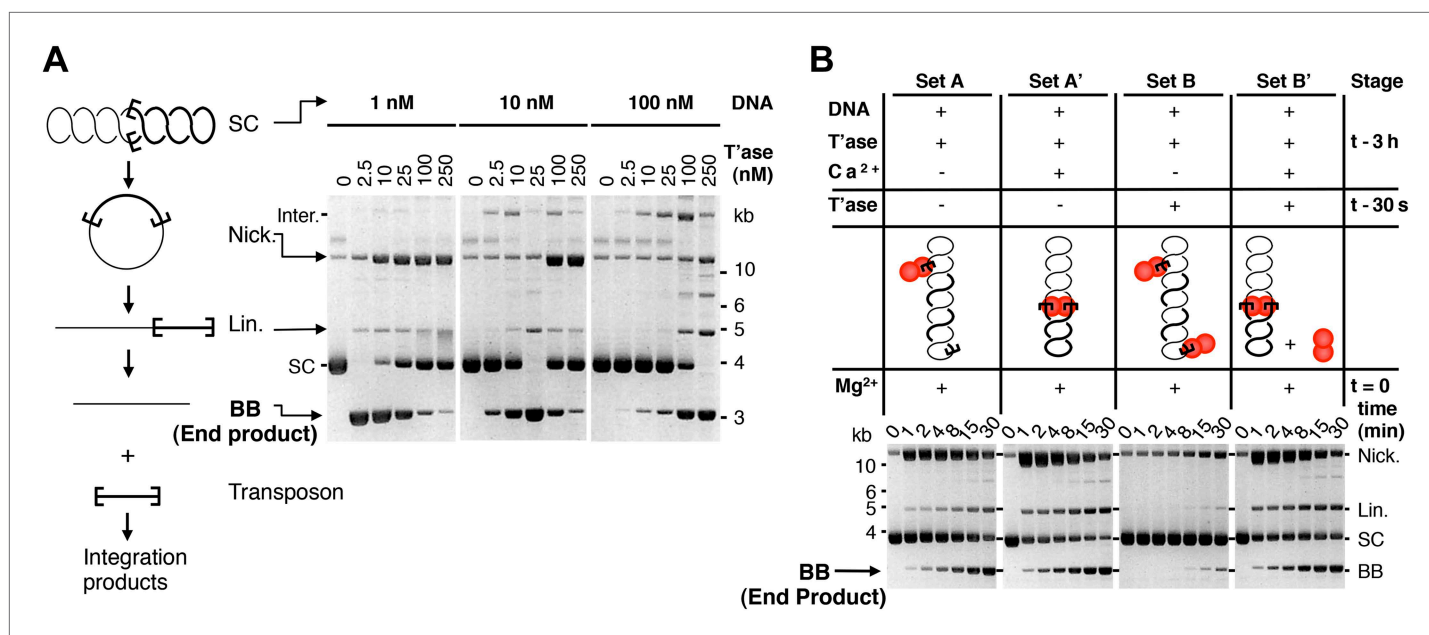 A
SC
1 nM 10 nM 100 nM DNA
T'ase
(nM)
0 2.5 10 25 100 250 0 2.5 10 25 100 250 0 2.5 10 25 100 250
Inter.
kb
Nick.
10
6
Lin.
5
SC
4
BB
3
(End product)
+
Transposon
Integration
products
B
Set A Set A' Set B Set B' Stage
DNA + + + +
T'ase + + + + t - 3 h
Ca2+ - + - +
T'ase - - + + t - 30 s
+
Mg2+ + + + + t = 0
time
(min)
kb
0 1 2 4 8 15 30 0 1 2 4 8 15 30 0 1 2 4 8 15 30 0 1 2 4 8 15 30
Nick.
10
6
5
Lin.
4
SC
BB
BB
(End Product)